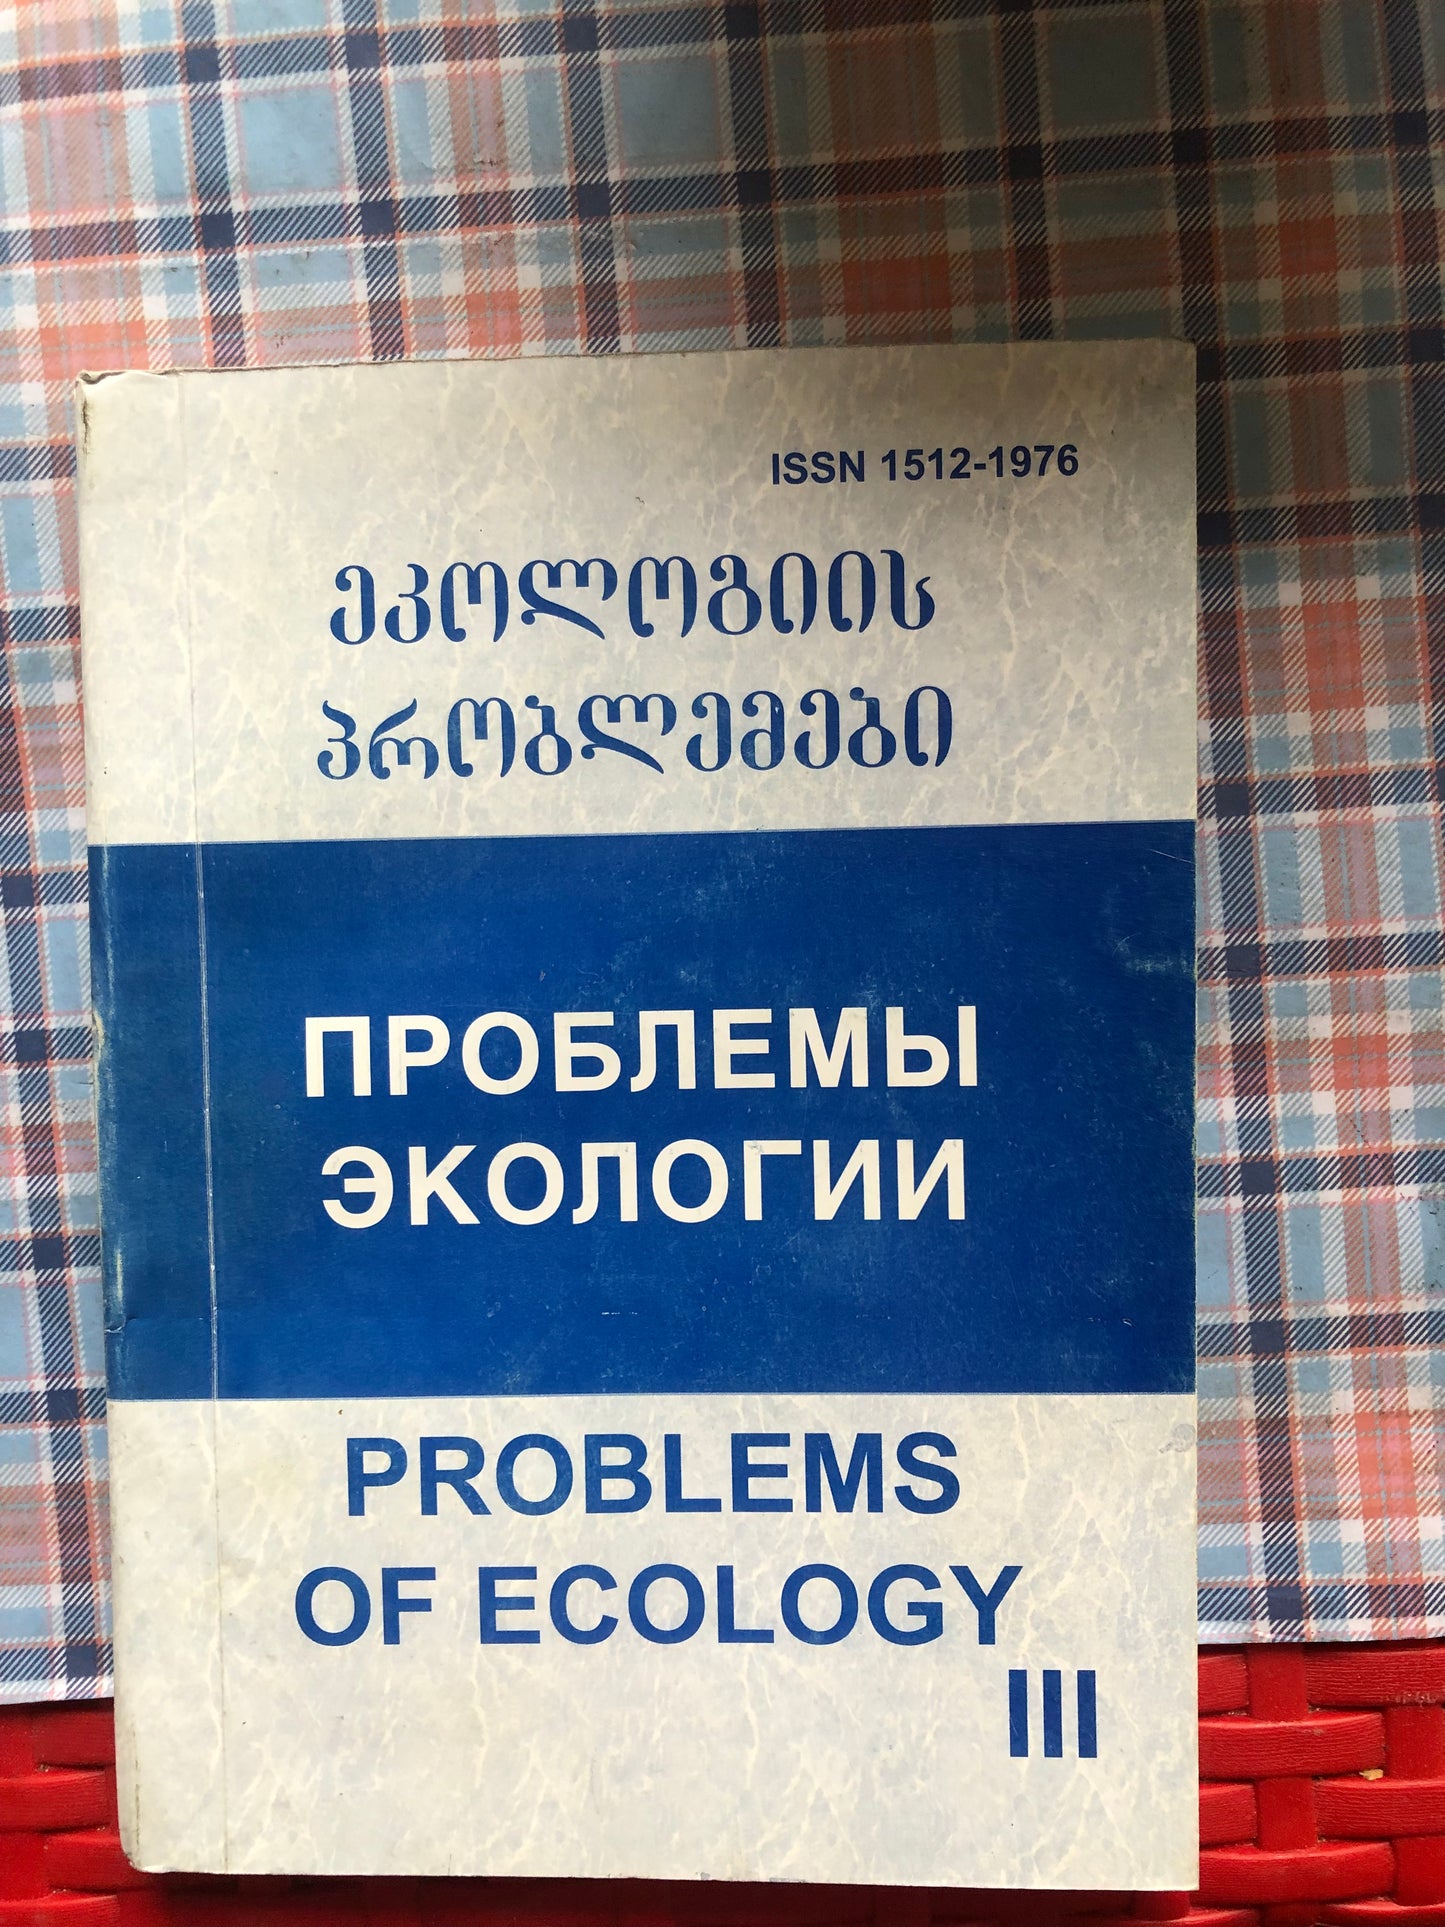 ISSN 1512-1976
ეკოლოგიის
პრობლემები
ПРОБЛЕМЫ
ЭКОЛОГИИ
PROBLEMS
OF ECOLOGY
III